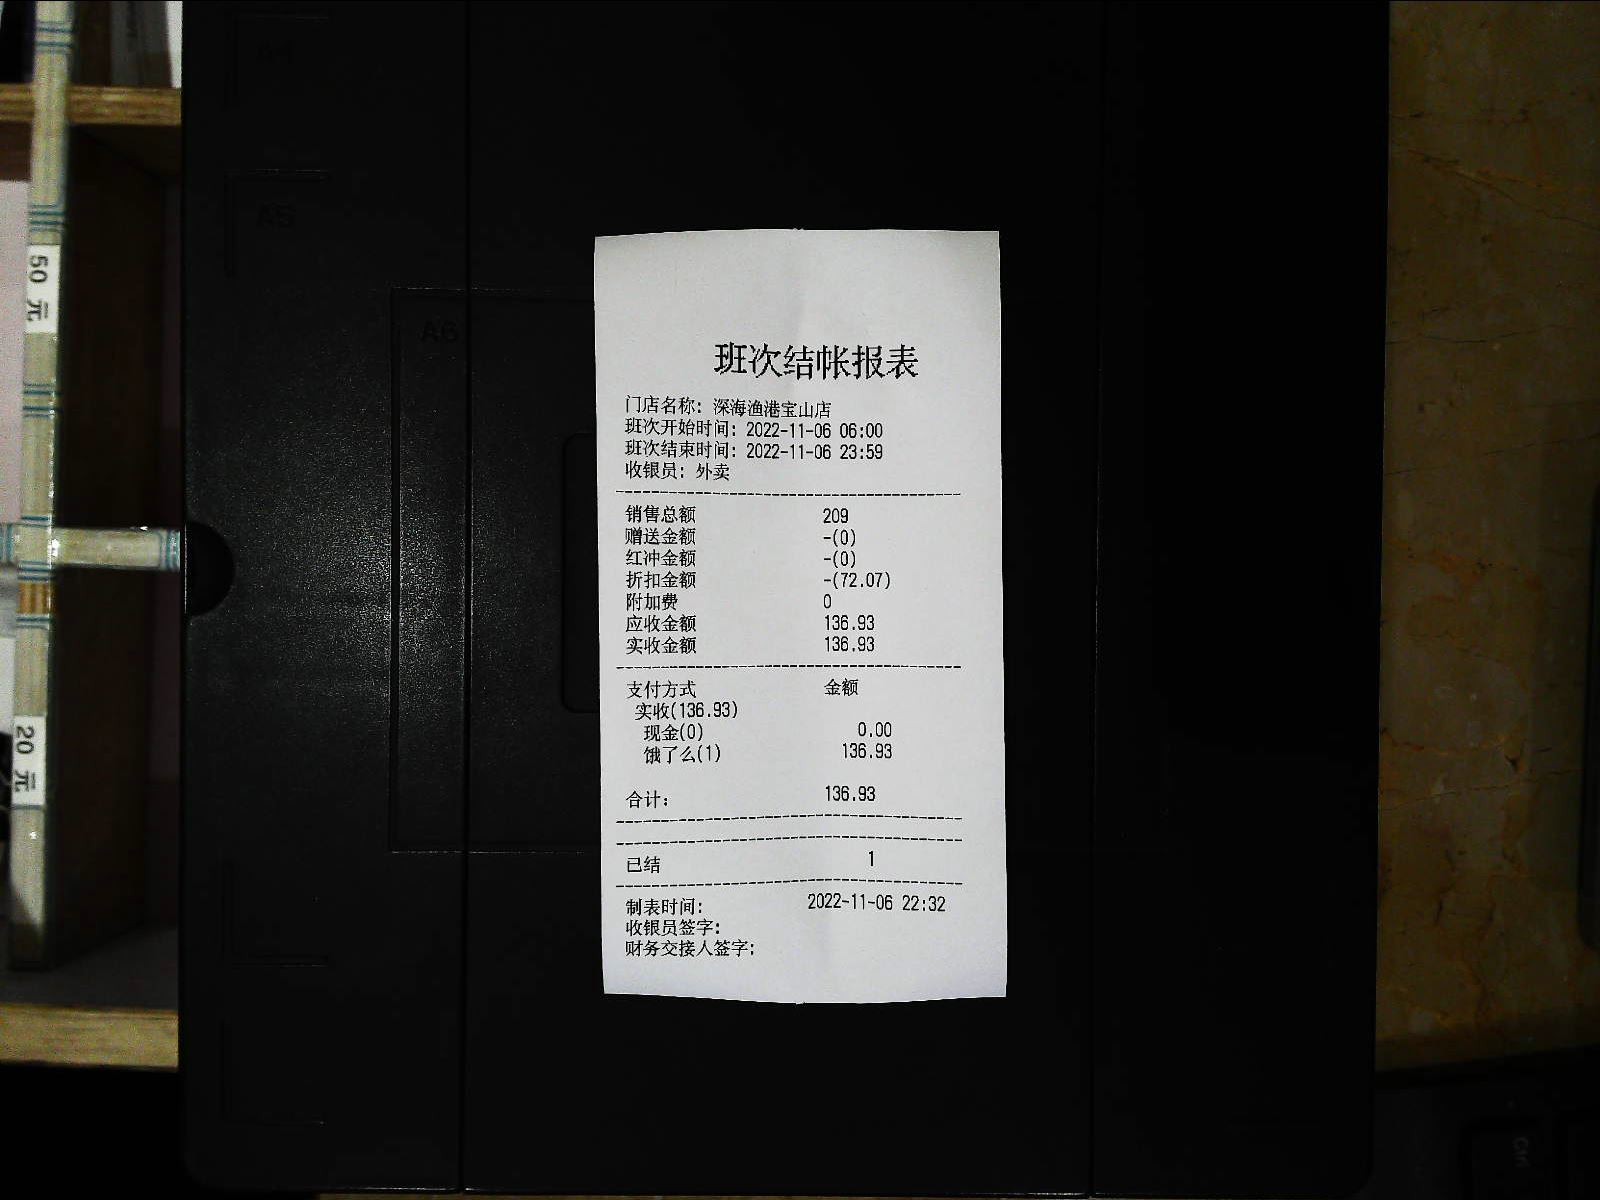 A4
A5
A6
50 元
20 元
班次结帐报表
门店名称: 深海渔港宝山店
班次开始时间: 2022-11-06 06:00
班次结束时间: 2022-11-06 23:59
收银员: 外卖
销售总额 209
赠送金额 -(0)
红冲金额 -(0)
折扣金额 -(72.07)
附加费 0
应收金额 136.93
实收金额 136.93
支付方式 金额
实收(136.93)
现金(0) 0.00
饿了么(1) 136.93
合计: 136.93
已结 1
制表时间: 2022-11-06 22:32
收银员签字:
财务交接人签字:
Ctrl